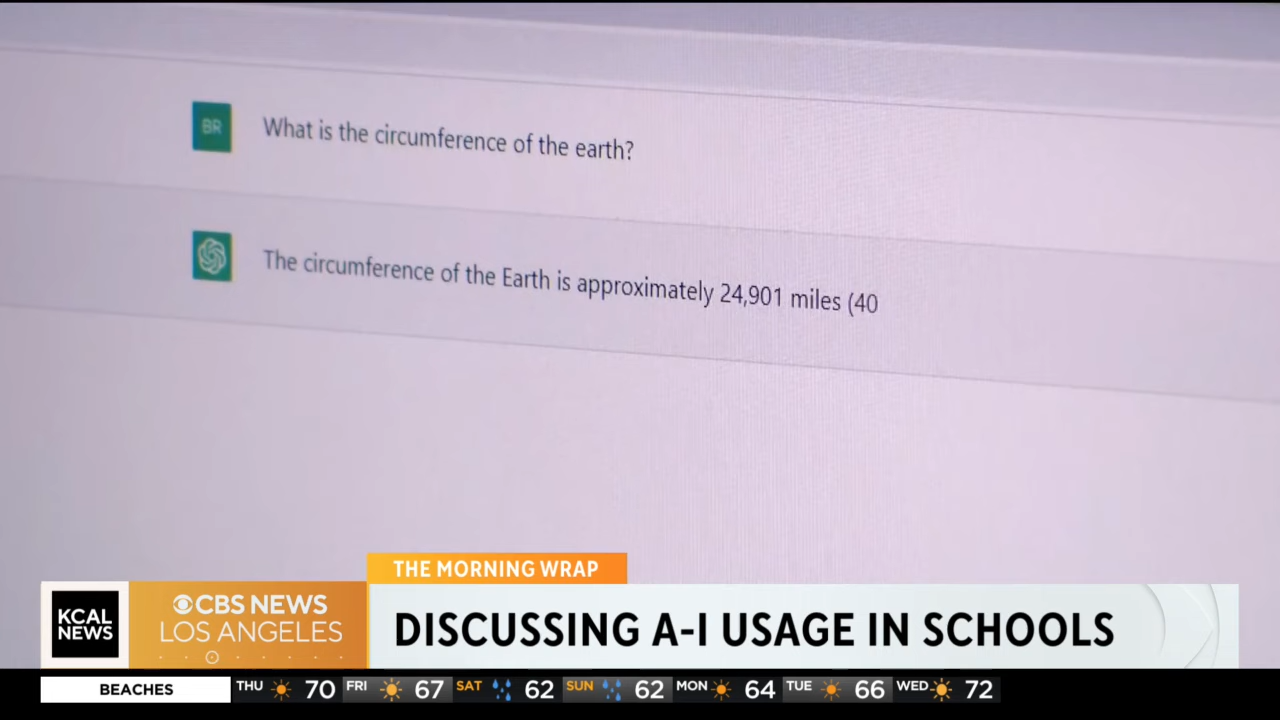 BR
What is the circumference of the earth?
The circumference of the Earth is approximately 24,901 miles (40
THE MORNING WRAP
KCAL
NEWS
CBS NEWS
LOS ANGELES
DISCUSSING A-I USAGE IN SCHOOLS
BEACHES THU 70 FRI 67 SAT 62 SUN 62 MON 64 TUE 66 WED 72